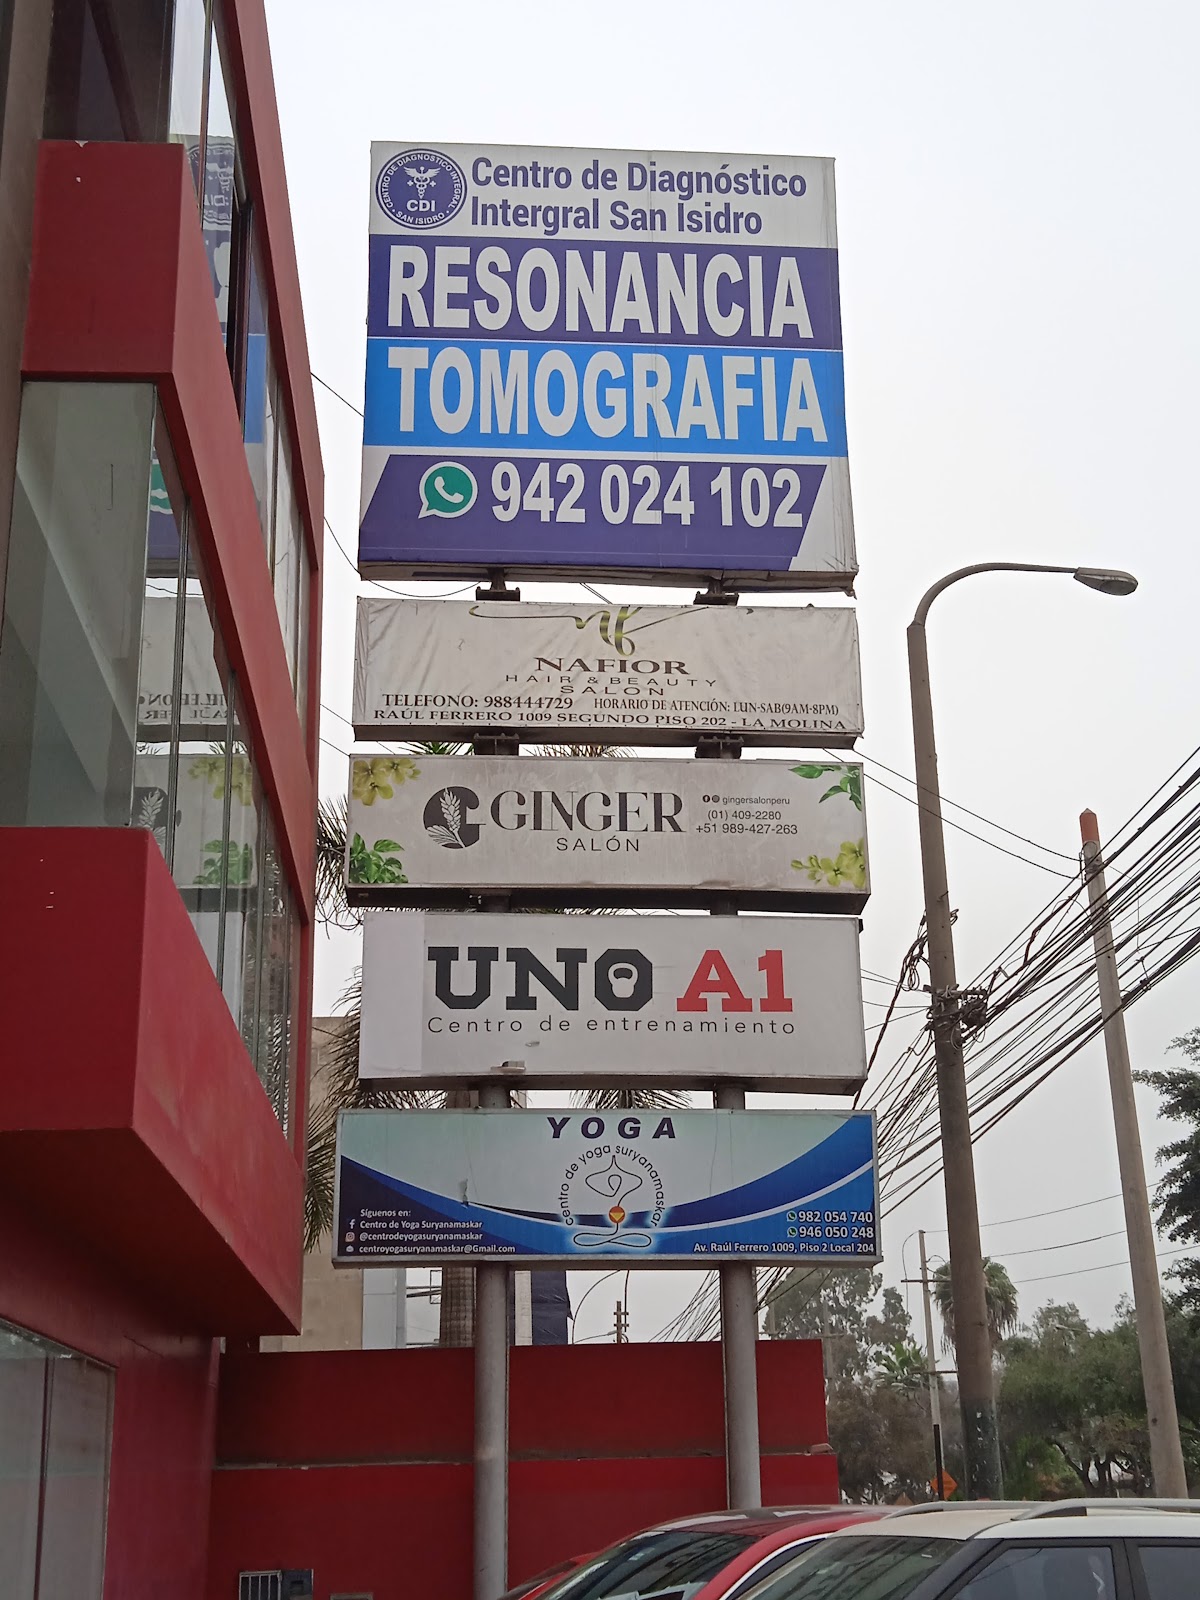 CENTRO DE DIAGNOSTICO INTEGRAL
CDI
· SAN ISIDRO ·
Centro de Diagnóstico
Intergral San Isidro
RESONANCIA
TOMOGRAFIA
942 024 102
nf
NAFIOR
HAIR & BEAUTY
SALON
TELEFONO: 988444729 HORARIO DE ATENCIÓN: LUN-SAB(9AM-8PM)
RAÚL FERRERO 1009 SEGUNDO PISO 202 - LA MOLINA
GINGER
SALÓN
gingersalonperu
(01) 409-2280
+51 989-427-263
UNO A1
Centro de entrenamiento
YOGA
centro de yoga suryanamaskar
Síguenos en:
Centro de Yoga Suryanamaskar
@centrodeyogasuryanamaskar
centroyogasuryanamaskar@Gmail.com
982 054 740
946 050 248
Av. Raúl Ferrero 1009, Piso 2 Local 204